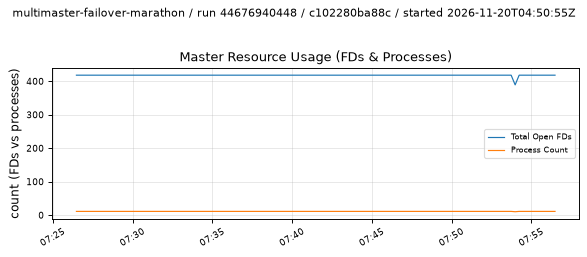 multimaster-failover-marathon / run 44676940448 / c102280ba88c / started 2026-11-20T04:50:55Z
Master Resource Usage (FDs & Processes)
count (FDs vs processes)
400
300
200
100
0
Total Open FDs
Process Count
07:25
07:30
07:35
07:40
07:45
07:50
07:55